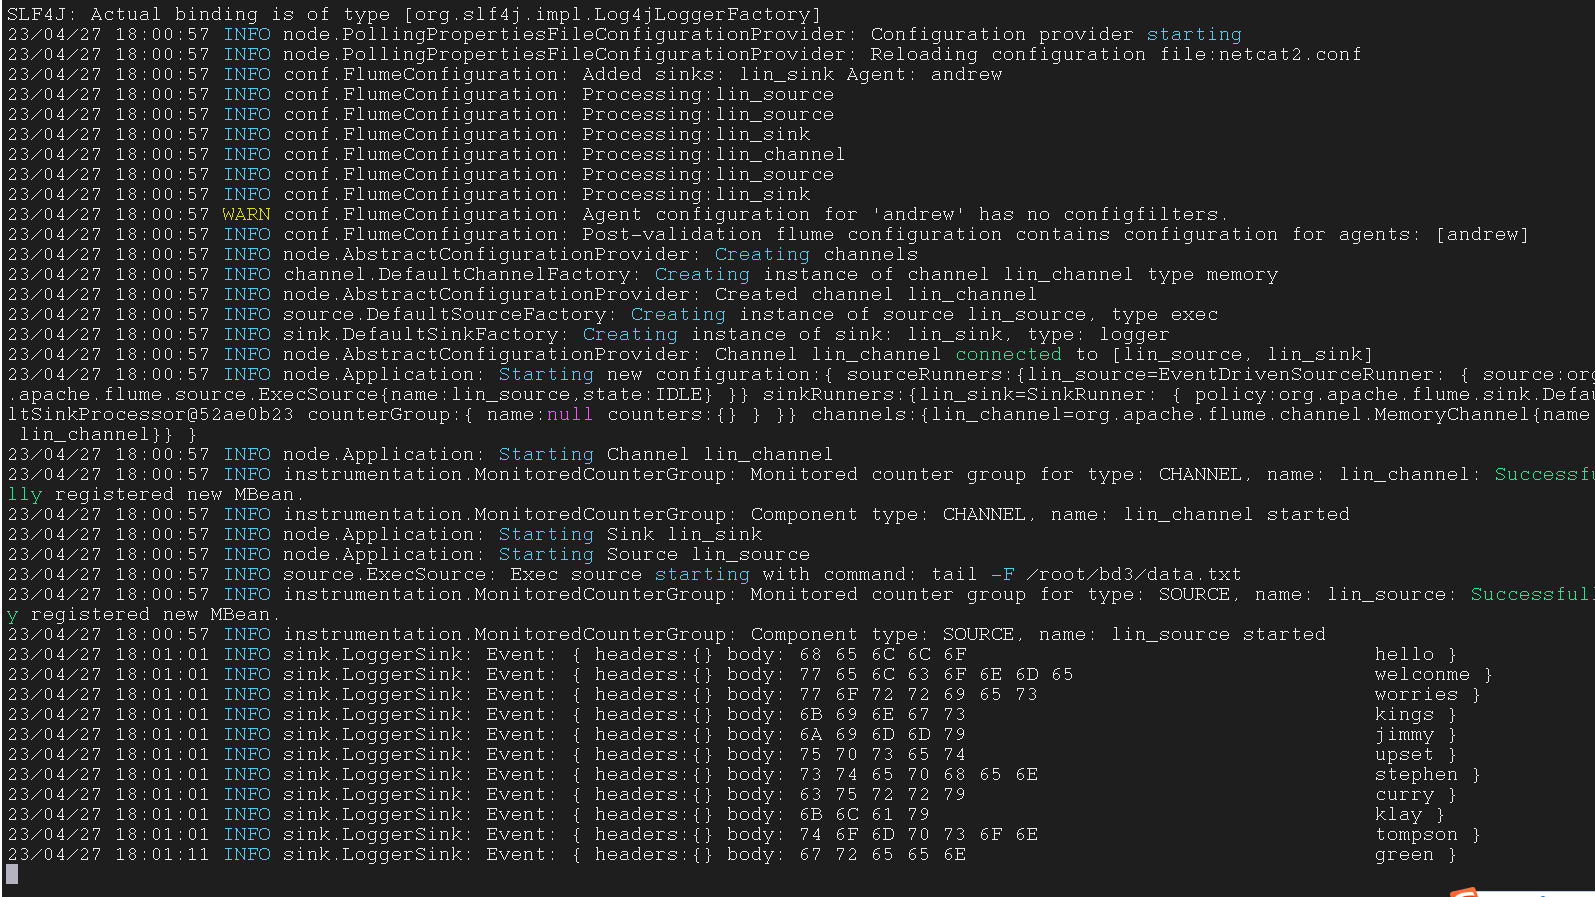 SLF4J: Actual binding is of type [org.slf4j.impl.Log4jLoggerFactory]
23/04/27 18:00:57 INFO node.PollingPropertiesFileConfigurationProvider: Configuration provider starting
23/04/27 18:00:57 INFO node.PollingPropertiesFileConfigurationProvider: Reloading configuration file:netcat2.conf
23/04/27 18:00:57 INFO conf.FlumeConfiguration: Added sinks: lin_sink Agent: andrew
23/04/27 18:00:57 INFO conf.FlumeConfiguration: Processing:lin_source
23/04/27 18:00:57 INFO conf.FlumeConfiguration: Processing:lin_source
23/04/27 18:00:57 INFO conf.FlumeConfiguration: Processing:lin_sink
23/04/27 18:00:57 INFO conf.FlumeConfiguration: Processing:lin_channel
23/04/27 18:00:57 INFO conf.FlumeConfiguration: Processing:lin_source
23/04/27 18:00:57 INFO conf.FlumeConfiguration: Processing:lin_sink
23/04/27 18:00:57 WARN conf.FlumeConfiguration: Agent configuration for 'andrew' has no configfilters.
23/04/27 18:00:57 INFO conf.FlumeConfiguration: Post-validation flume configuration contains configuration for agents: [andrew]
23/04/27 18:00:57 INFO node.AbstractConfigurationProvider: Creating channels
23/04/27 18:00:57 INFO channel.DefaultChannelFactory: Creating instance of channel lin_channel type memory
23/04/27 18:00:57 INFO node.AbstractConfigurationProvider: Created channel lin_channel
23/04/27 18:00:57 INFO source.DefaultSourceFactory: Creating instance of source lin_source, type exec
23/04/27 18:00:57 INFO sink.DefaultSinkFactory: Creating instance of sink: lin_sink, type: logger
23/04/27 18:00:57 INFO node.AbstractConfigurationProvider: Channel lin_channel connected to [lin_source, lin_sink]
23/04/27 18:00:57 INFO node.Application: Starting new configuration:{ sourceRunners:{lin_source=EventDrivenSourceRunner: { source:org
.apache.flume.source.ExecSource{name:lin_source,state:IDLE} }} sinkRunners:{lin_sink=SinkRunner: { policy:org.apache.flume.sink.Defau
ltSinkProcessor@52ae0b23 counterGroup:{ name:null counters:{} } }} channels:{lin_channel=org.apache.flume.channel.MemoryChannel{name:
 lin_channel}} }
23/04/27 18:00:57 INFO node.Application: Starting Channel lin_channel
23/04/27 18:00:57 INFO instrumentation.MonitoredCounterGroup: Monitored counter group for type: CHANNEL, name: lin_channel: Successfu
lly registered new MBean.
23/04/27 18:00:57 INFO instrumentation.MonitoredCounterGroup: Component type: CHANNEL, name: lin_channel started
23/04/27 18:00:57 INFO node.Application: Starting Sink lin_sink
23/04/27 18:00:57 INFO node.Application: Starting Source lin_source
23/04/27 18:00:57 INFO source.ExecSource: Exec source starting with command: tail -F /root/bd3/data.txt
23/04/27 18:00:57 INFO instrumentation.MonitoredCounterGroup: Monitored counter group for type: SOURCE, name: lin_source: Successfull
y registered new MBean.
23/04/27 18:00:57 INFO instrumentation.MonitoredCounterGroup: Component type: SOURCE, name: lin_source started
23/04/27 18:01:01 INFO sink.LoggerSink: Event: { headers:{} body: 68 65 6C 6C 6F hello }
23/04/27 18:01:01 INFO sink.LoggerSink: Event: { headers:{} body: 77 65 6C 63 6F 6E 6D 65 welconme }
23/04/27 18:01:01 INFO sink.LoggerSink: Event: { headers:{} body: 77 6F 72 72 69 65 73 worries }
23/04/27 18:01:01 INFO sink.LoggerSink: Event: { headers:{} body: 6B 69 6E 67 73 kings }
23/04/27 18:01:01 INFO sink.LoggerSink: Event: { headers:{} body: 6A 69 6D 6D 79 jimmy }
23/04/27 18:01:01 INFO sink.LoggerSink: Event: { headers:{} body: 75 70 73 65 74 upset }
23/04/27 18:01:01 INFO sink.LoggerSink: Event: { headers:{} body: 73 74 65 70 68 65 6E stephen }
23/04/27 18:01:01 INFO sink.LoggerSink: Event: { headers:{} body: 63 75 72 72 79 curry }
23/04/27 18:01:01 INFO sink.LoggerSink: Event: { headers:{} body: 6B 6C 61 79 klay }
23/04/27 18:01:01 INFO sink.LoggerSink: Event: { headers:{} body: 74 6F 6D 70 73 6F 6E tompson }
23/04/27 18:01:11 INFO sink.LoggerSink: Event: { headers:{} body: 67 72 65 65 6E green }